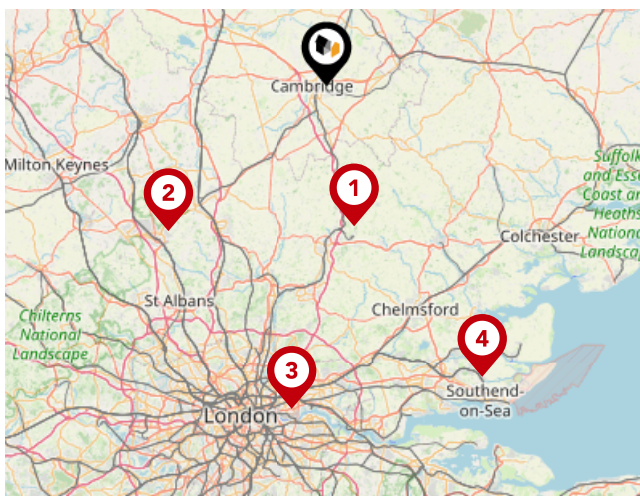 Cambridge
Milton Keynes
1
2
Suffolk
and Esse
Coast an
Heaths
Nationa
Landscap
Colchester
St Albans
Chelmsford
Chilterns
National
Landscape
4
3
Southend-
on-Sea
London